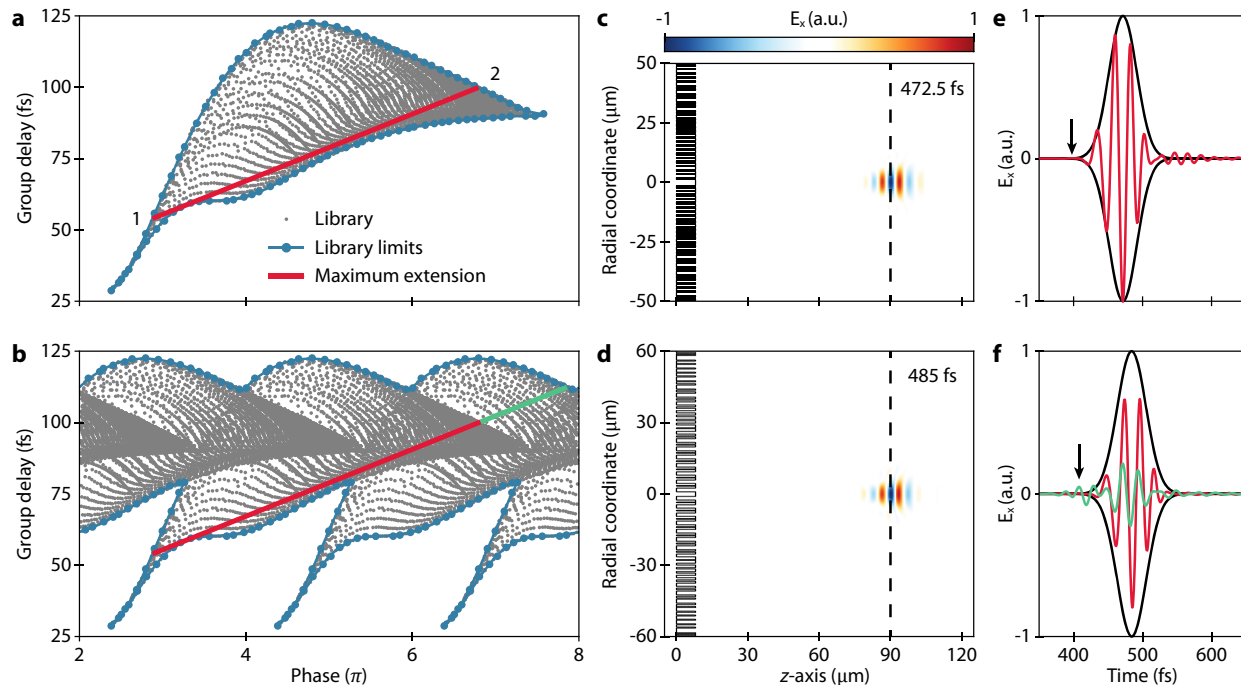 a
125
100
75
50
25
Group delay (fs)
1
2
Library
Library limits
Maximum extension
4
6
8
b
125
100
75
50
25
Group delay (fs)
2
4
6
8
Phase (π)
c
-1
Eₓ (a.u.)
1
50
25
0
-25
-50
Radial coordinate (μm)
472.5 fs
d
60
30
0
-30
-60
Radial coordinate (μm)
485 fs
0
30
60
90
120
z-axis (μm)
e
1
0
-1
Eₓ (a.u.)
f
1
0
-1
Eₓ (a.u.)
400
500
600
Time (fs)